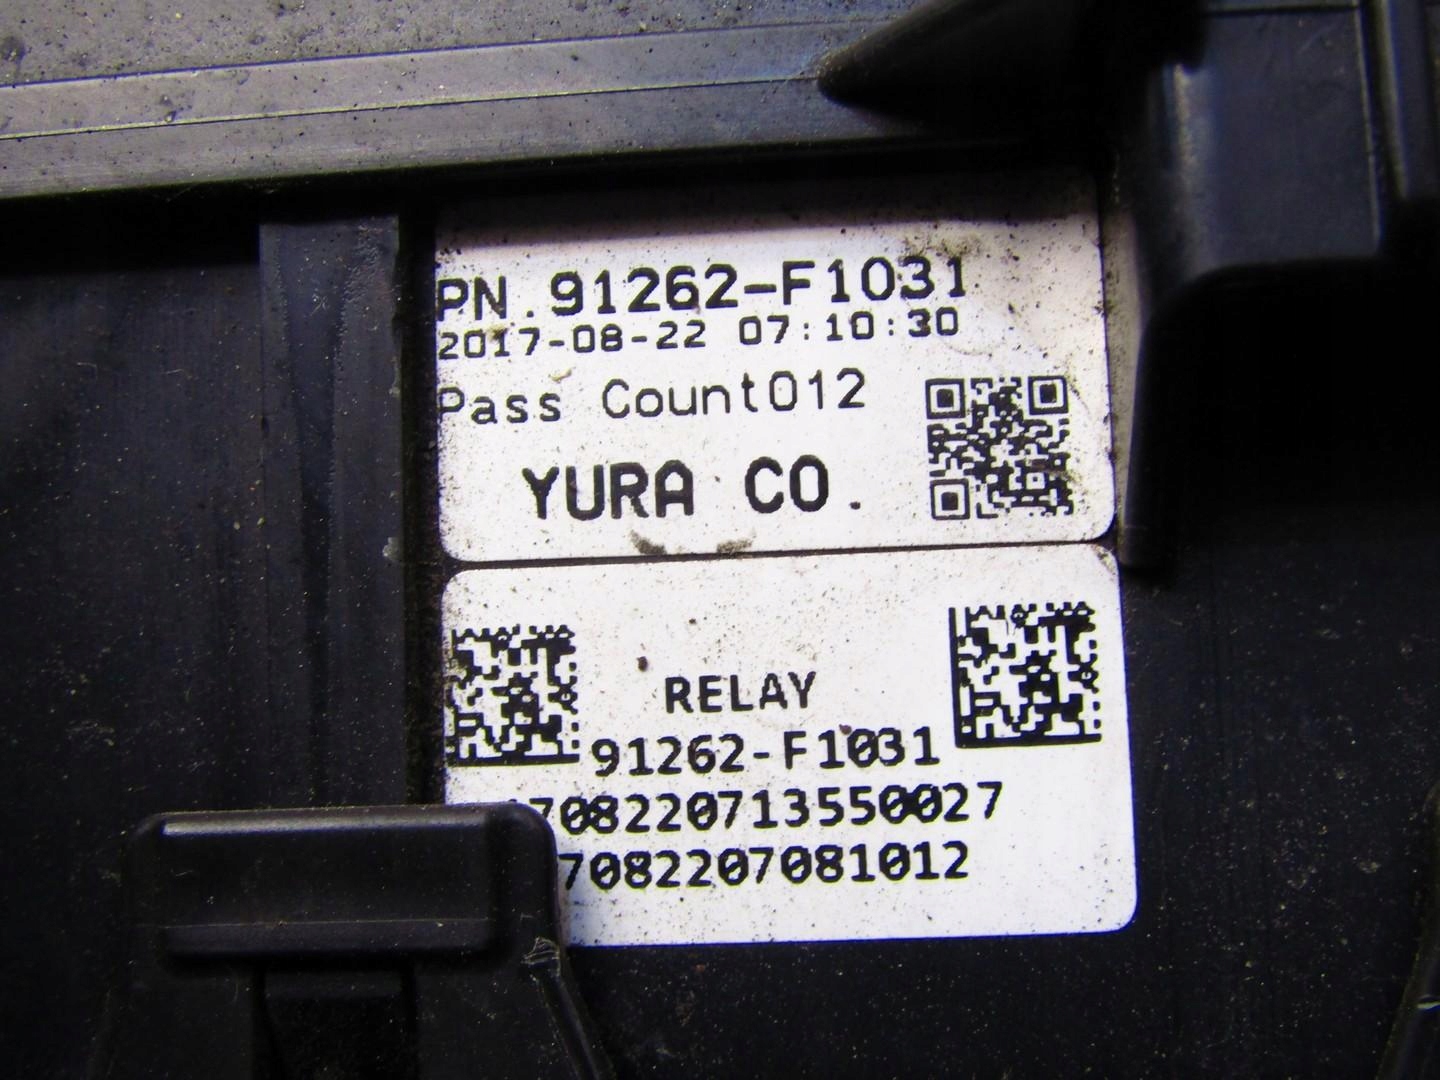 PN.91262-F1031
2017-08-22 07:10:30
Pass Count012
YURA CO.
RELAY
91262-F1031
708220713550027
7082207081012